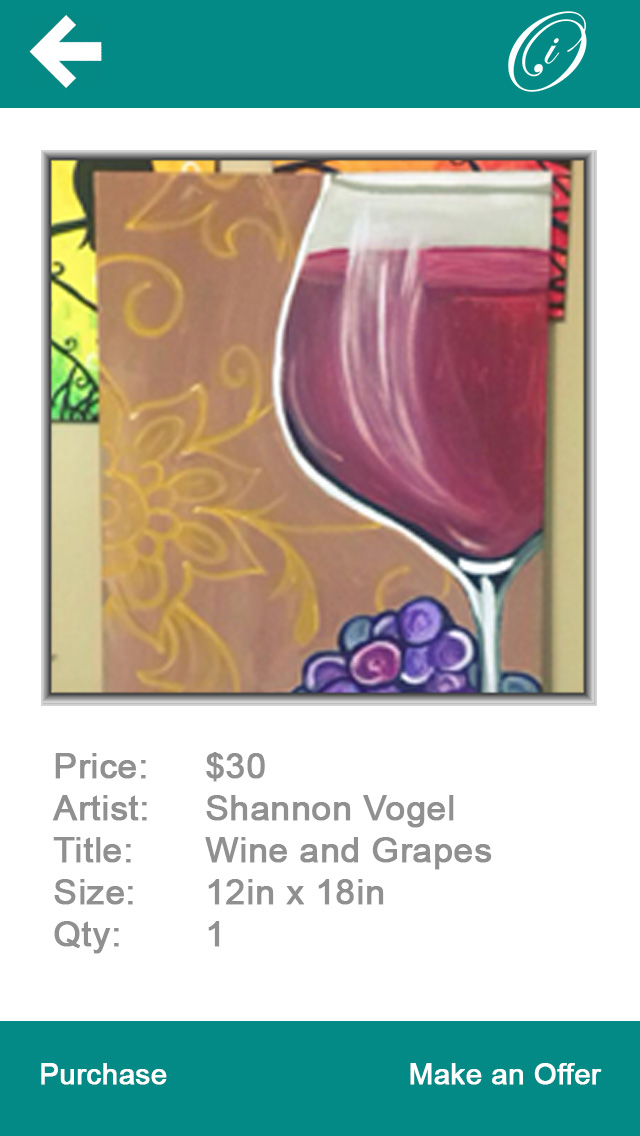 Price: $30
Artist: Shannon Vogel
Title: Wine and Grapes
Size: 12in x 18in
Qty: 1
Purchase Make an Offer